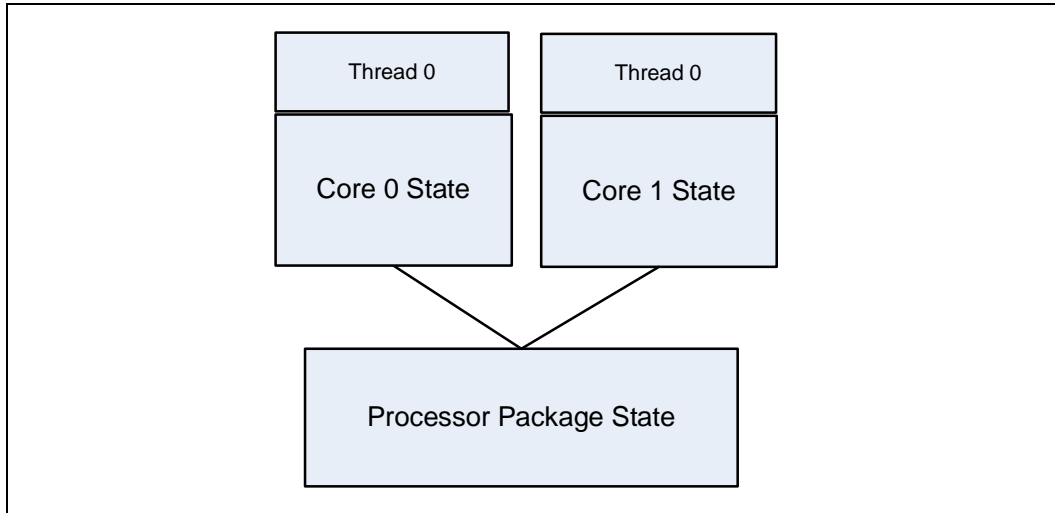 Thread 0
Thread 0
Core 0 State
Core 1 State
Processor Package State